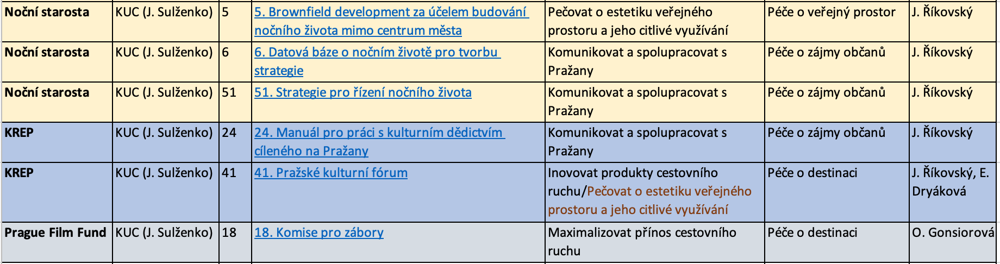 Noční starosta KUC (J. Sulženko) 5 5. Brownfield development za účelem budování Pečovat o estetiku veřejného Péče o veřejný prostor J. Říkovský
nočního života mimo centrum města prostoru a jeho citlivé využívání
Noční starosta KUC (J. Sulženko) 6 6. Datová báze o nočním životě pro tvorbu Komunikovat a spolupracovat s Péče o zájmy občanů J. Říkovský
strategie Pražany
Noční starosta KUC (J. Sulženko) 51 51. Strategie pro řízení nočního života Komunikovat a spolupracovat s Péče o zájmy občanů J. Říkovský
Pražany
KREP KUC (J. Sulženko) 24 24. Manuál pro práci s kulturním dědictvím Komunikovat a spolupracovat s Péče o zájmy občanů J. Říkovský
cíleného na Pražany Pražany
KREP KUC (J. Sulženko) 41 41. Pražské kulturní fórum Inovovat produkty cestovního Péče o destinaci J. Říkovský, E.
ruchu/Pečovat o estetiku veřejného Dryáková
prostoru a jeho citlivé využívání
Prague Film Fund KUC (J. Sulženko) 18 18. Komise pro zábory Maximalizovat přínos cestovního Péče o destinaci O. Gonsiorová
ruchu